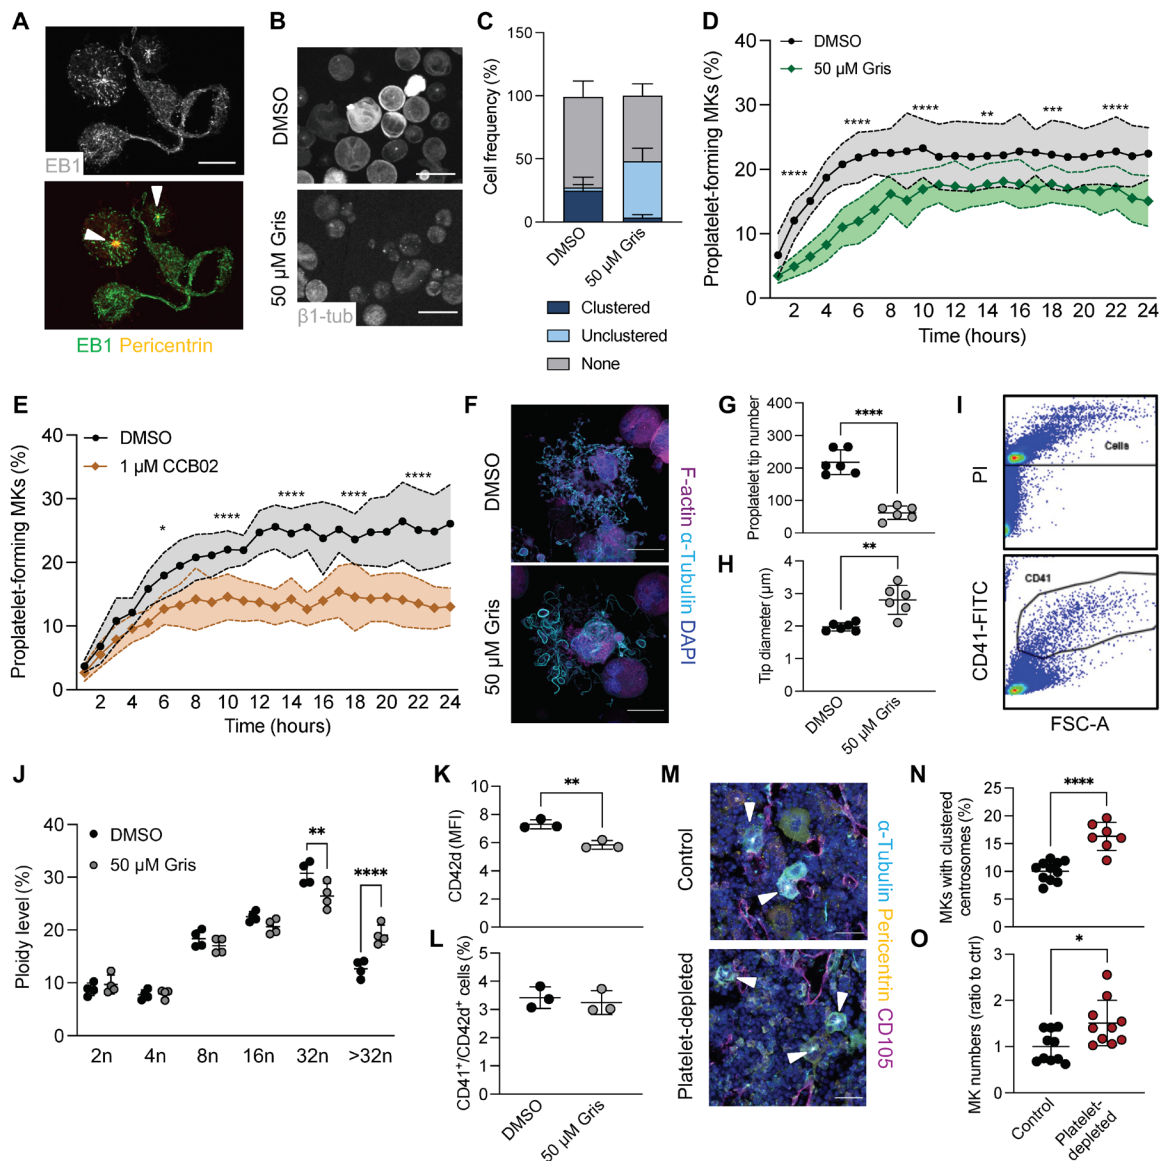 A
EB1
EB1 Pericentrin
B
DMSO
50 µM Gris
β1-tub
C
Cell frequency (%)
150
100
50
0
DMSO
50 µM Gris
Clustered
Unclustered
None
D
Proplatelet-forming MKs (%)
40
30
20
10
0
DMSO
50 µM Gris
**** **** **** ** *** ****
2 4 6 8 10 12 14 16 18 20 22 24
Time (hours)
E
Proplatelet-forming MKs (%)
40
30
20
10
0
DMSO
1 µM CCB02
* **** **** **** ****
2 4 6 8 10 12 14 16 18 20 22 24
Time (hours)
F
DMSO
50 µM Gris
F-actin α-Tubulin DAPI
G
Proplatelet tip number
400
300
200
100
0
****
H
Tip diameter (µm)
4
3
2
1
0
**
DMSO
50 µM Gris
I
PI
Cells
CD41-FITC
CD41
FSC-A
J
Ploidy level (%)
40
30
20
10
0
DMSO
50 µM Gris
**
****
2n 4n 8n 16n 32n >32n
K
CD42d (MFI)
10
8
6
4
2
0
**
L
CD41⁺/CD42d⁺ cells (%)
5
4
3
2
1
0
DMSO
50 µM Gris
M
Control
Platelet-depleted
α-Tubulin Pericentrin CD105
N
MKs with clustered
centrosomes (%)
25
20
15
10
5
0
****
O
MK numbers (ratio to ctrl)
3
2
1
0
*
Control
Platelet-
depleted